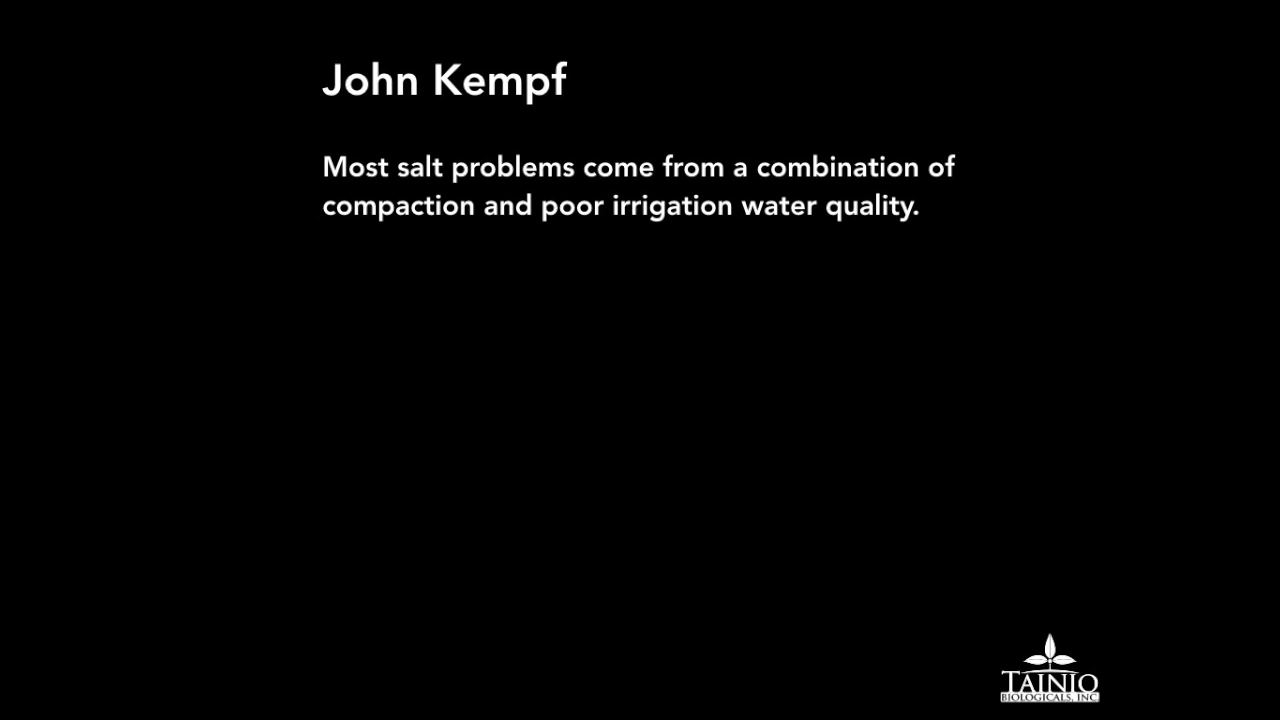 John Kempf
Most salt problems come from a combination of
compaction and poor irrigation water quality.
TAINIO
BIOLOGICALS, INC